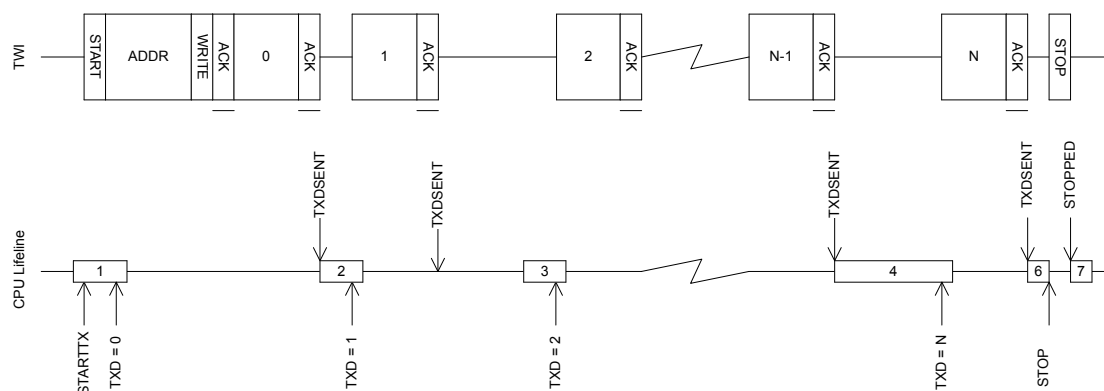 TWI
START
ADDR
WRITE
ACK
0
ACK
1
ACK
2
ACK
N-1
ACK
N
ACK
STOP
CPU Lifeline
TXDSENT
TXDSENT
TXDSENT
TXDSENT
STOPPED
1
2
3
4
6
7
STARTTX
TXD = 0
TXD = 1
TXD = 2
TXD = N
STOP